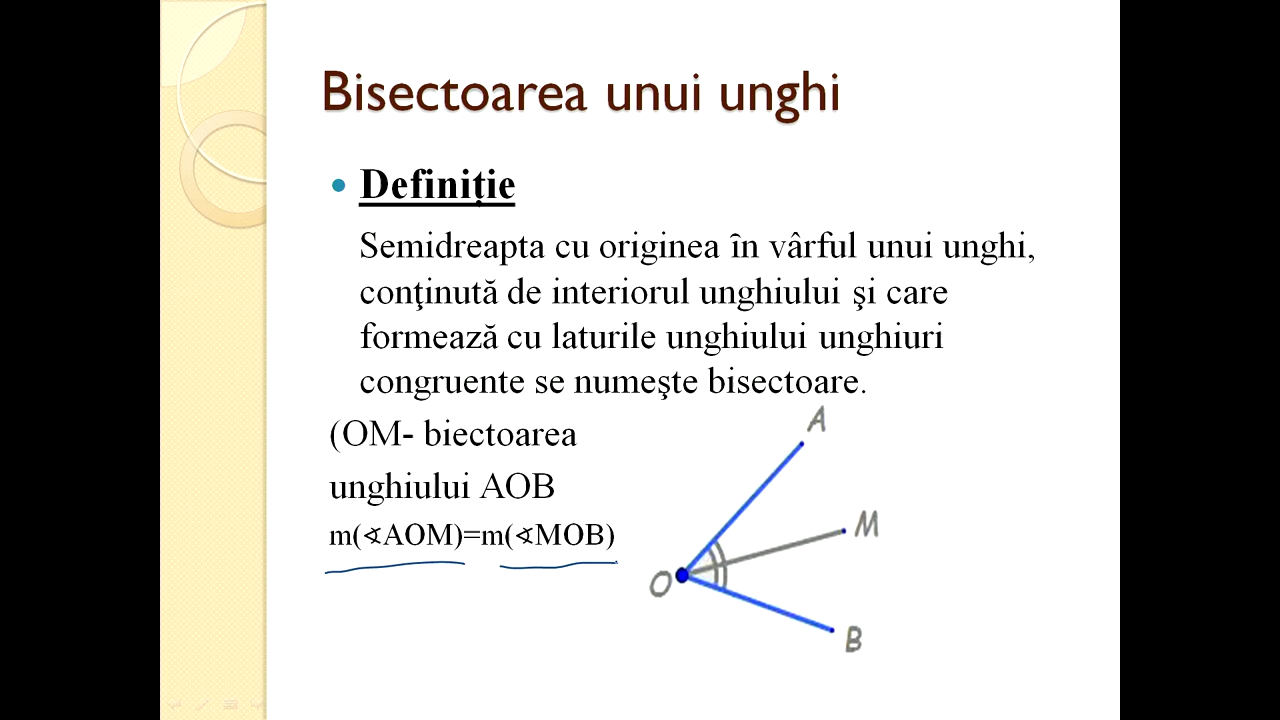 Bisectoarea unui unghi
• Definiție
Semidreapta cu originea în vârful unui unghi,
conţinută de interiorul unghiului şi care
formează cu laturile unghiului unghiuri
congruente se numeşte bisectoare.
(OM- biectoarea
unghiului AOB
m(∢AOM)=m(∢MOB)
A
M
O
B